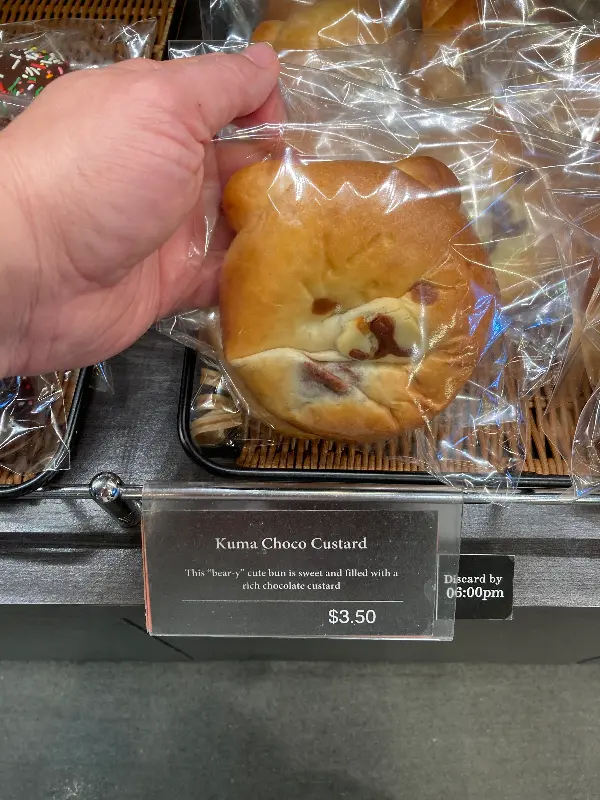 Kuma Choco Custard
This "bear-y" cute bun is sweet and filled with a
rich chocolate custard
$3.50
Discard by
06:00pm